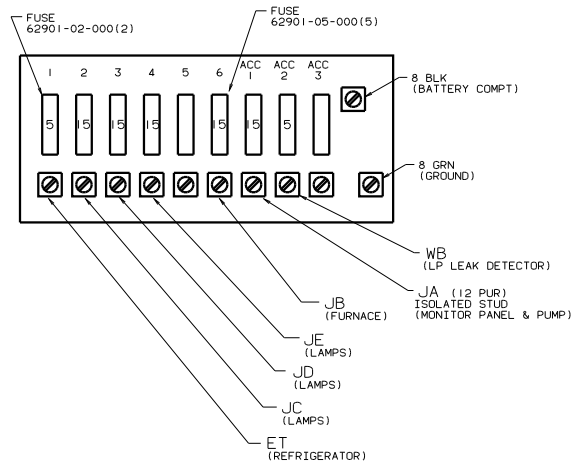 FUSE
62901-02-000(2)
FUSE
62901-05-000(5)
1 2 3 4 5 6 ACC 1 ACC 2 ACC 3
8 BLK
(BATTERY COMPT)
5 15 15 15 15 15 5
8 GRN
(GROUND)
WB
(LP LEAK DETECTOR)
JA (12 PUR)
ISOLATED STUD
(MONITOR PANEL & PUMP)
JB
(FURNACE)
JE
(LAMPS)
JD
(LAMPS)
JC
(LAMPS)
ET
(REFRIGERATOR)